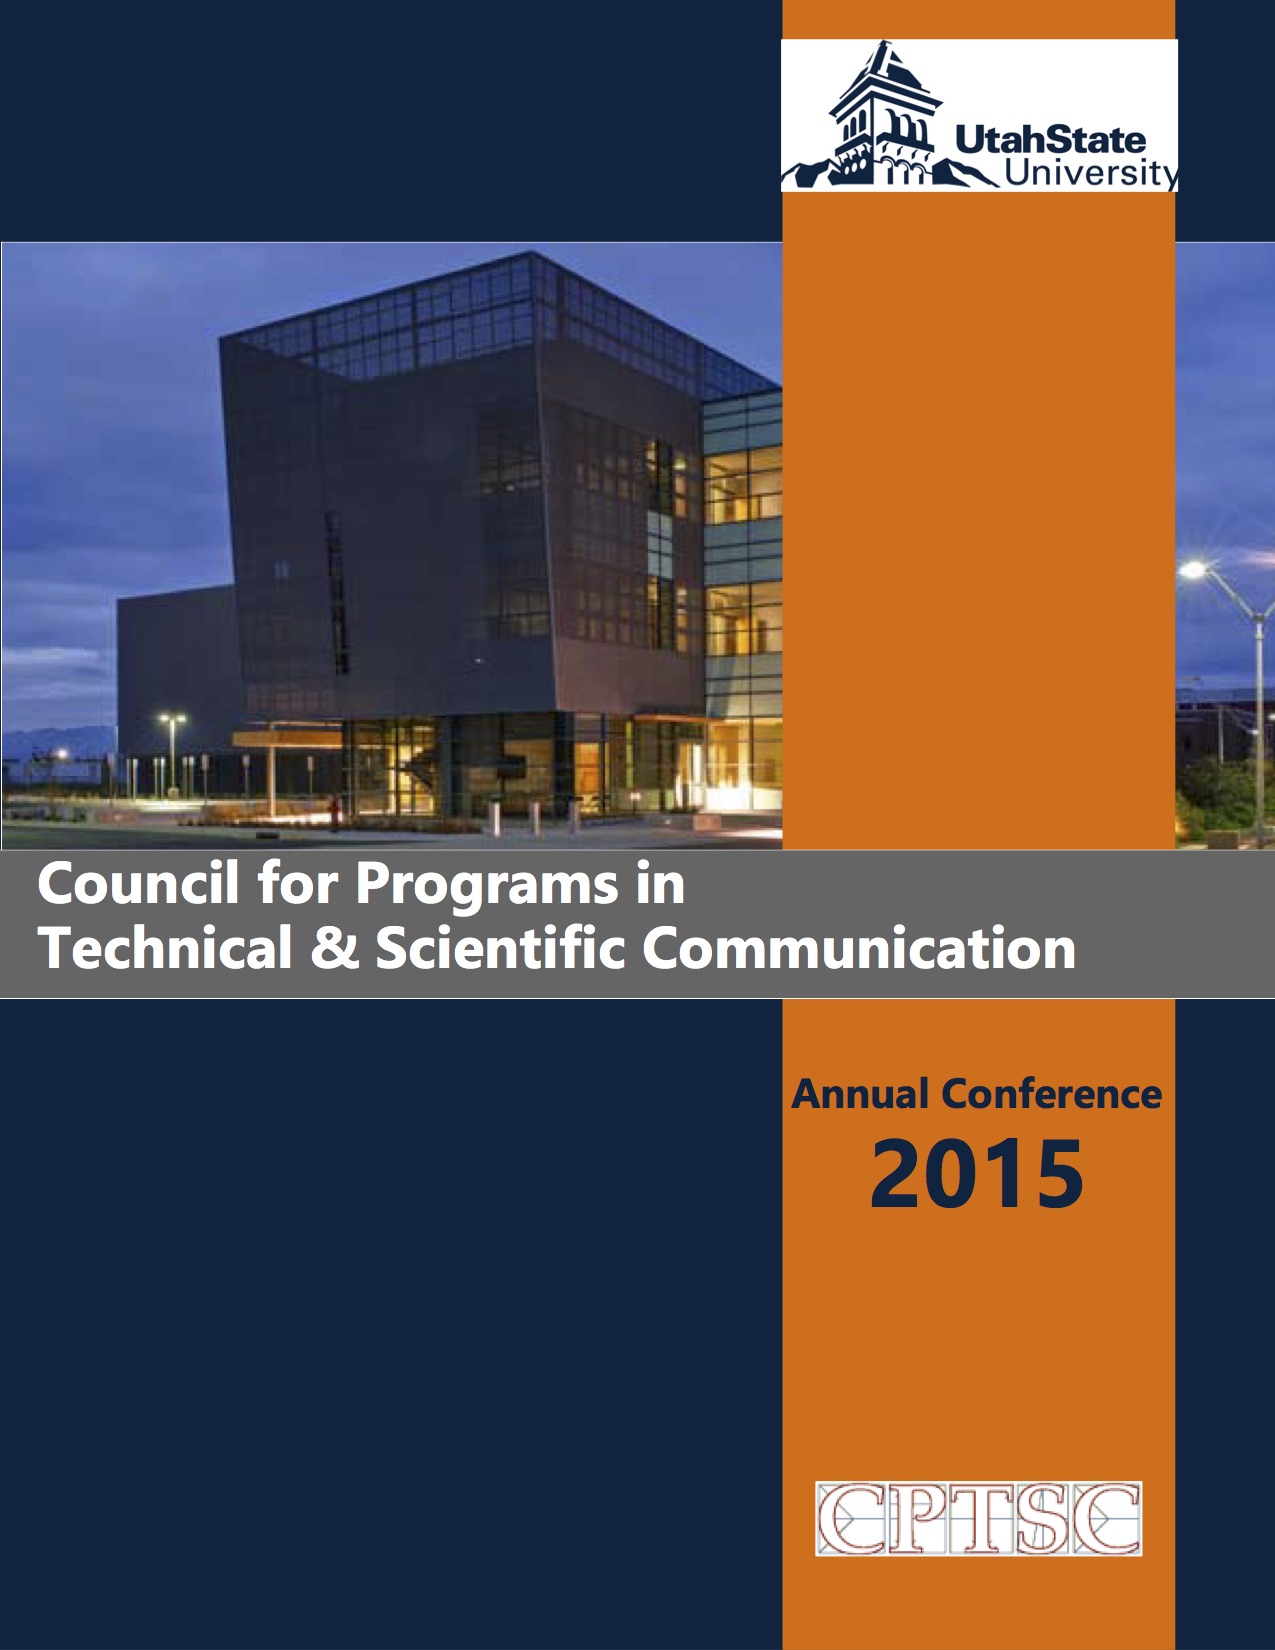 UtahState
University
Council for Programs in
Technical & Scientific Communication
Annual Conference
2015
CPTSC